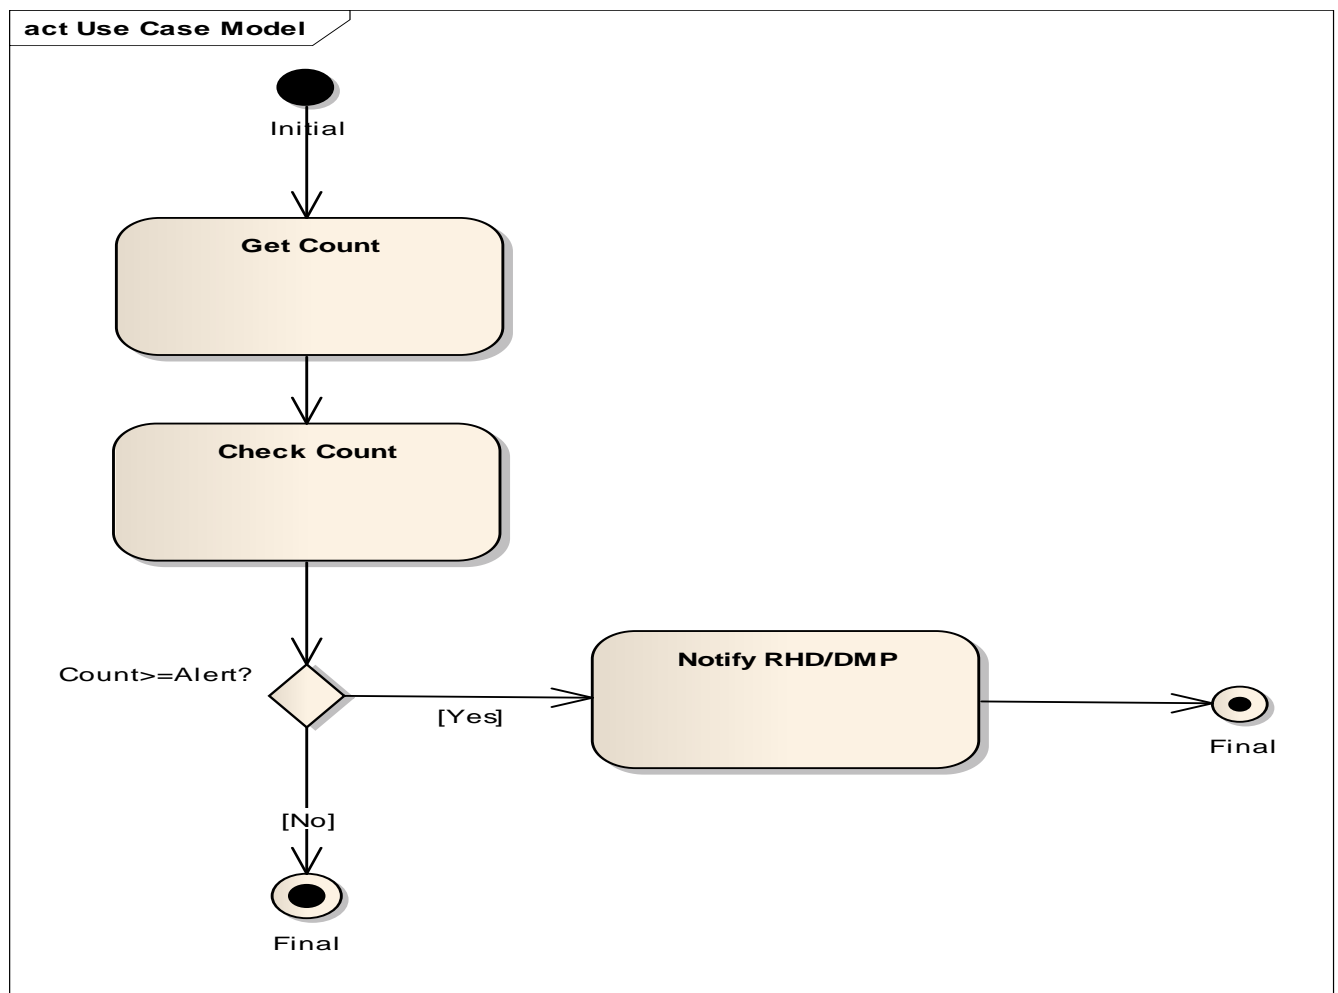 act Use Case Model
Initial
Get Count
Check Count
Count>=Alert?
Notify RHD/DMP
[Yes]
Final
[No]
Final